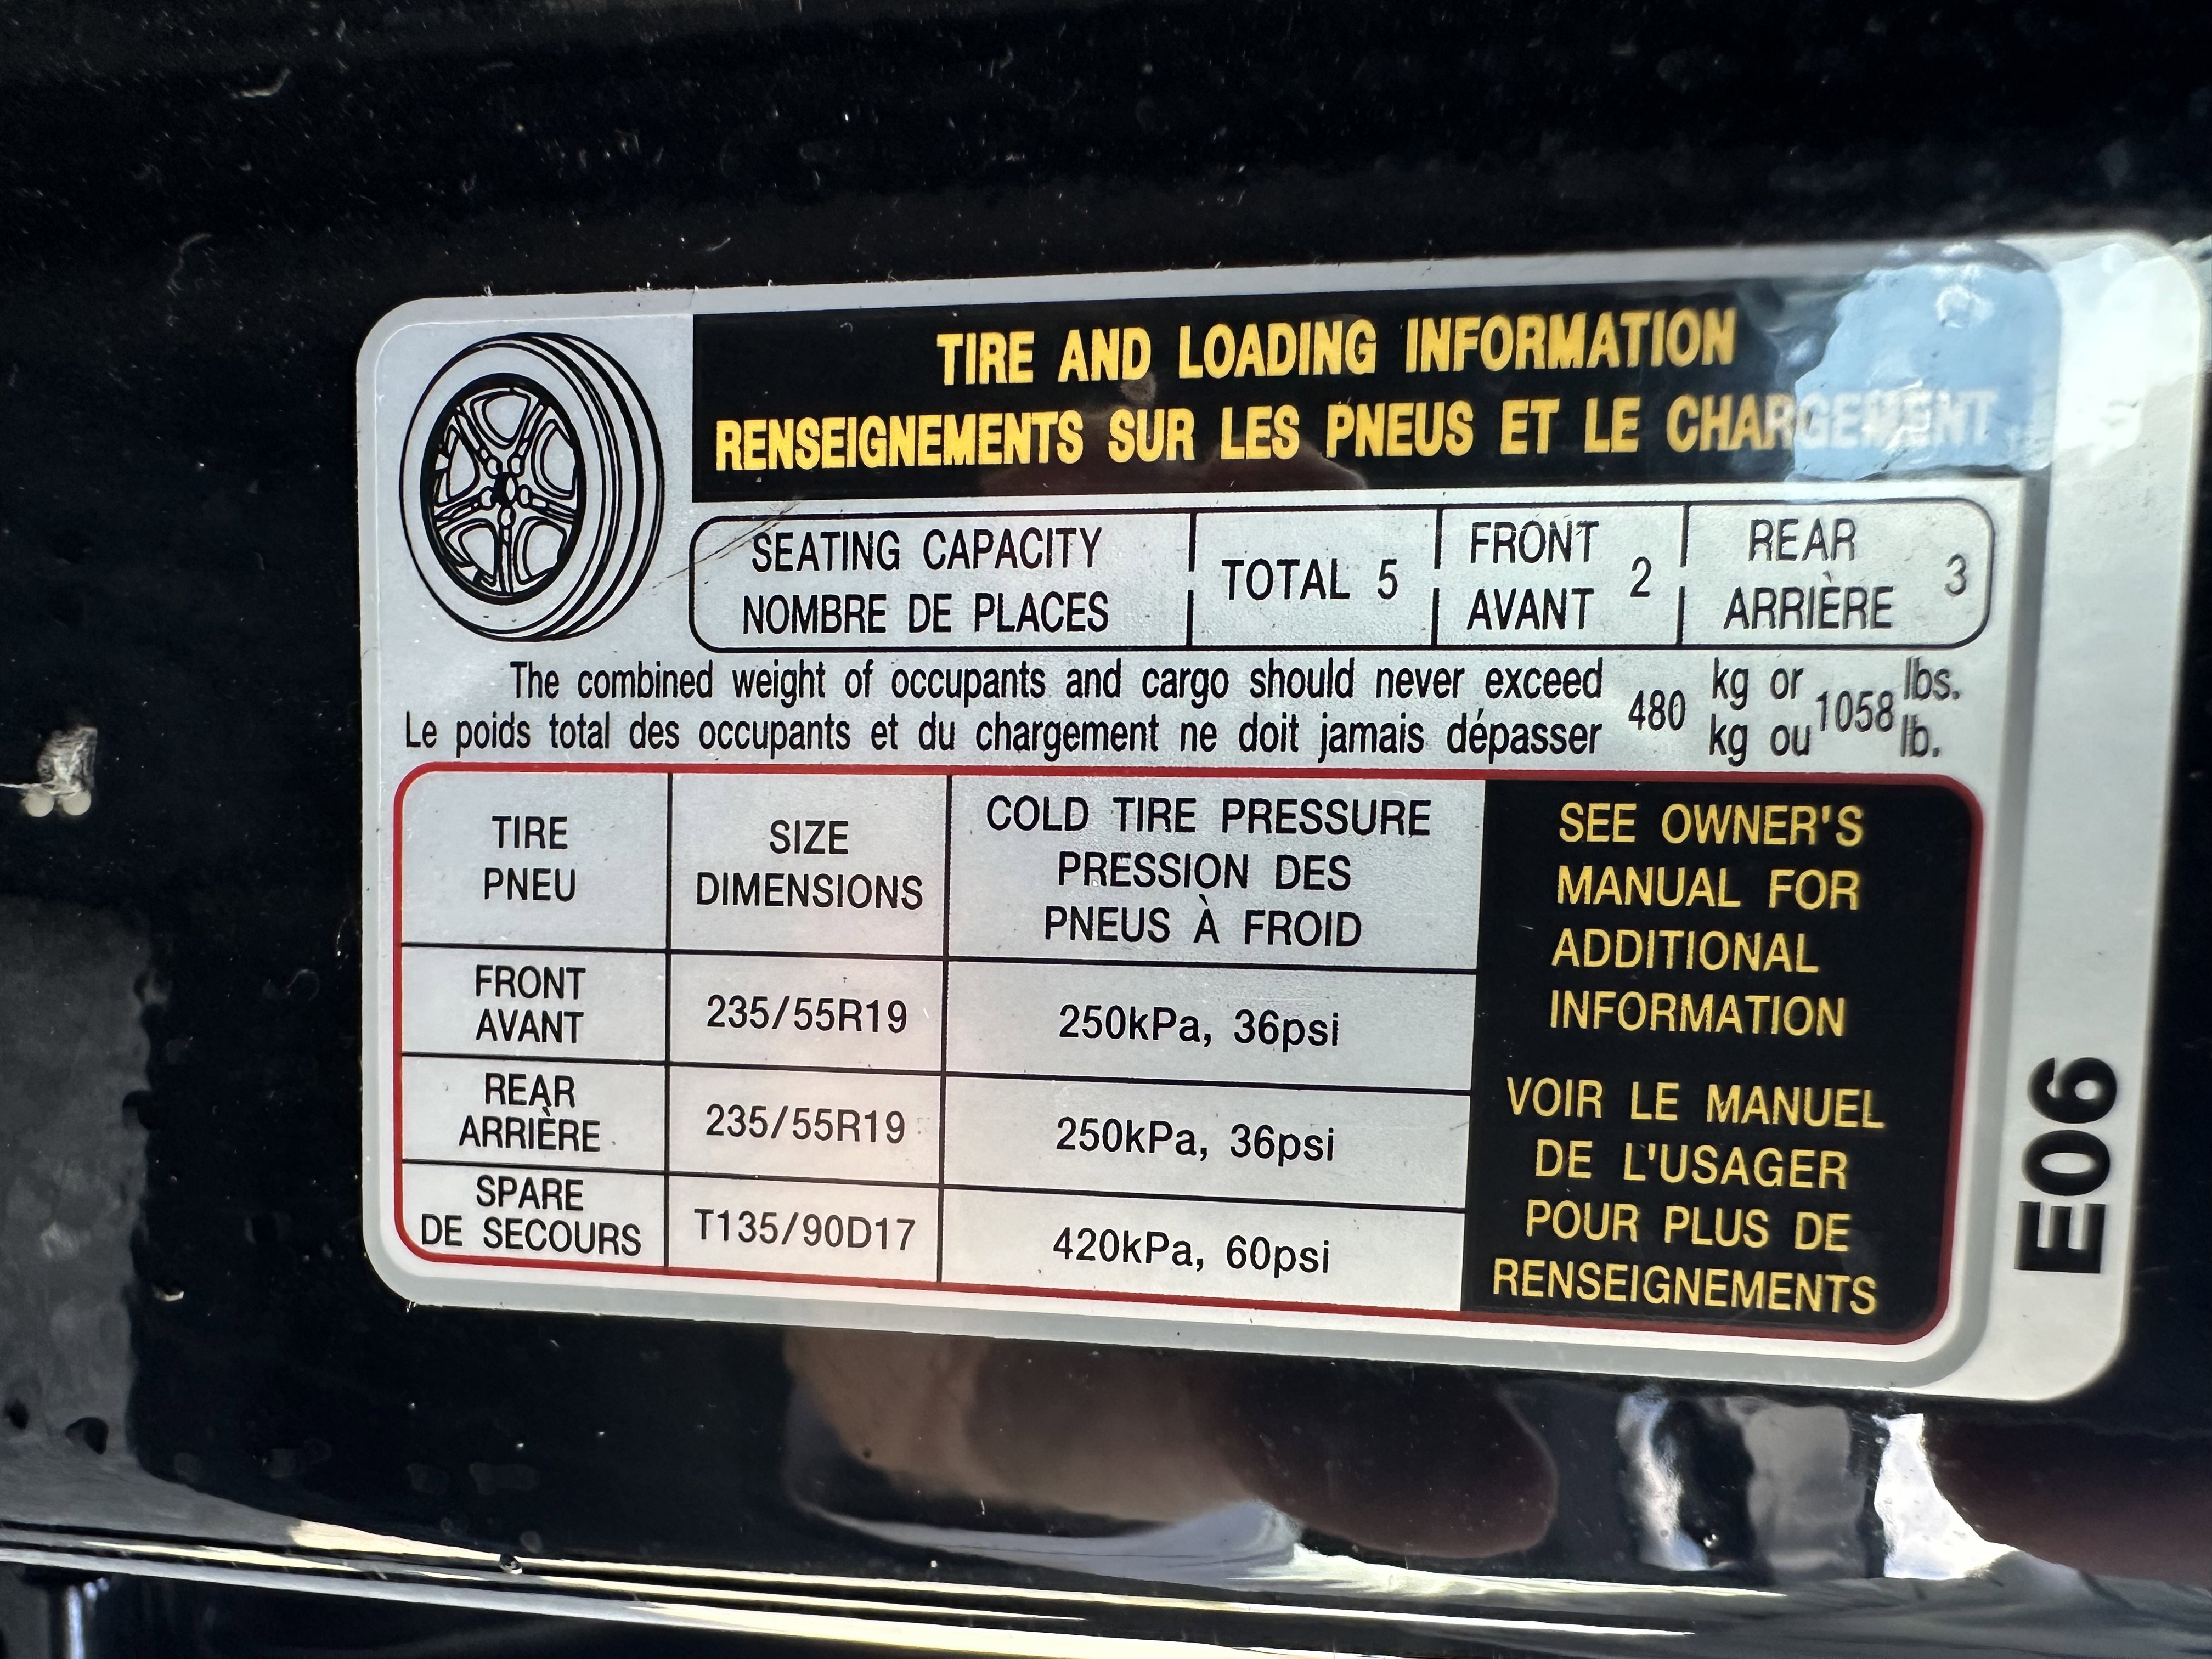 TIRE AND LOADING INFORMATION
RENSEIGNEMENTS SUR LES PNEUS ET LE CHARGEMENT
SEATING CAPACITY
NOMBRE DE PLACES
TOTAL 5
FRONT
AVANT
2
REAR
ARRIÈRE
3
The combined weight of occupants and cargo should never exceed 480 kg or 1058 lbs.
Le poids total des occupants et du chargement ne doit jamais dépasser kg ou lb.
TIRE
PNEU
SIZE
DIMENSIONS
COLD TIRE PRESSURE
PRESSION DES
PNEUS À FROID
FRONT
AVANT
235/55R19
250kPa, 36psi
REAR
ARRIÈRE
235/55R19
250kPa, 36psi
SPARE
DE SECOURS
T135/90D17
420kPa, 60psi
SEE OWNER'S
MANUAL FOR
ADDITIONAL
INFORMATION
VOIR LE MANUEL
DE L'USAGER
POUR PLUS DE
RENSEIGNEMENTS
E06